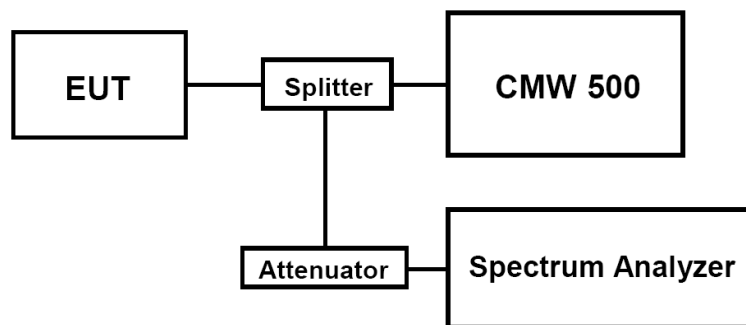 EUT
Splitter
CMW 500
Attenuator
Spectrum Analyzer